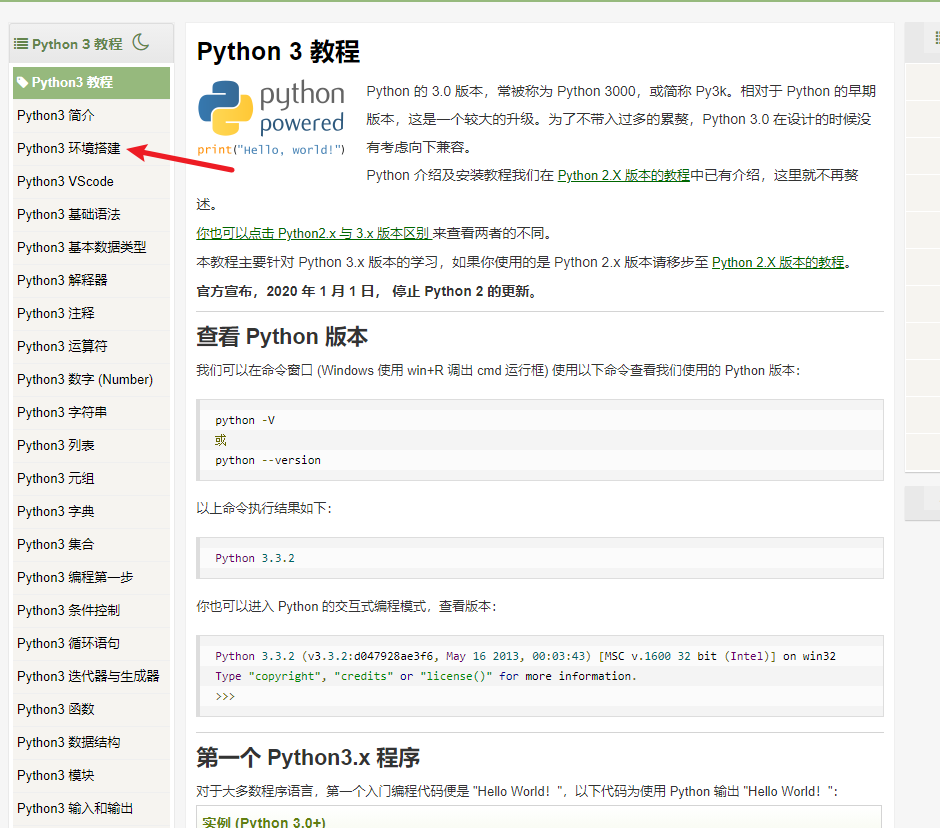 Python 3 教程
Python3 教程
Python3 简介
Python3 环境搭建
Python3 VScode
Python3 基础语法
Python3 基本数据类型
Python3 解释器
Python3 注释
Python3 运算符
Python3 数字 (Number)
Python3 字符串
Python3 列表
Python3 元组
Python3 字典
Python3 集合
Python3 编程第一步
Python3 条件控制
Python3 循环语句
Python3 迭代器与生成器
Python3 函数
Python3 数据结构
Python3 模块
Python3 输入和输出
Python 3 教程
python
powered
print("Hello, world!")
Python 的 3.0 版本，常被称为 Python 3000，或简称 Py3k。相对于 Python 的早期
版本，这是一个较大的升级。为了不带入过多的累赘，Python 3.0 在设计的时候没
有考虑向下兼容。
Python 介绍及安装教程我们在 Python 2.X 版本的教程中已有介绍，这里就不再赘
述。
你也可以点击 Python2.x 与 3.x 版本区别 来查看两者的不同。
本教程主要针对 Python 3.x 版本的学习，如果你使用的是 Python 2.x 版本请移步至 Python 2.X 版本的教程。
官方宣布，2020 年 1 月 1 日， 停止 Python 2 的更新。
查看 Python 版本
我们可以在命令窗口 (Windows 使用 win+R 调出 cmd 运行框) 使用以下命令查看我们使用的 Python 版本：
python -V
或
python --version
以上命令执行结果如下：
Python 3.3.2
你也可以进入 Python 的交互式编程模式，查看版本：
Python 3.3.2 (v3.3.2:d047928ae3f6, May 16 2013, 00:03:43) [MSC v.1600 32 bit (Intel)] on win32
Type "copyright", "credits" or "license()" for more information.
>>>
第一个 Python3.x 程序
对于大多数程序语言，第一个入门编程代码便是 "Hello World！"，以下代码为使用 Python 输出 "Hello World！"：
实例 (Python 3.0+)